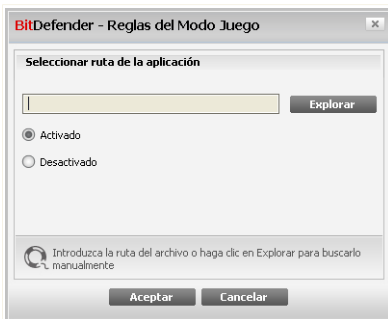 BitDefender - Reglas del Modo Juego
Seleccionar ruta de la aplicación
Explorar
Activado
Desactivado
Introduzca la ruta del archivo o haga clic en Explorar para buscarlo
manualmente
Aceptar Cancelar